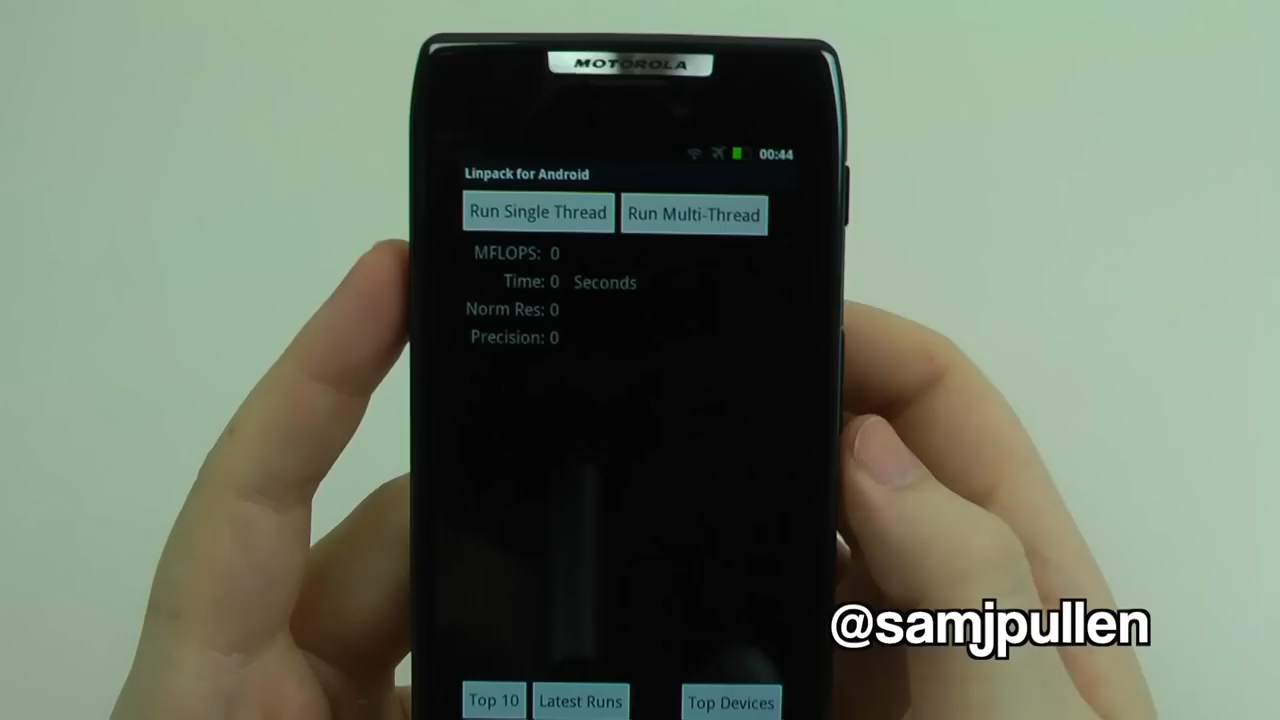 MOTOROLA
00:44
Linpack for Android
Run Single Thread Run Multi-Thread
MFLOPS: 0
Time: 0 Seconds
Norm Res: 0
Precision: 0
@samjpullen
Top 10 Latest Runs Top Devices